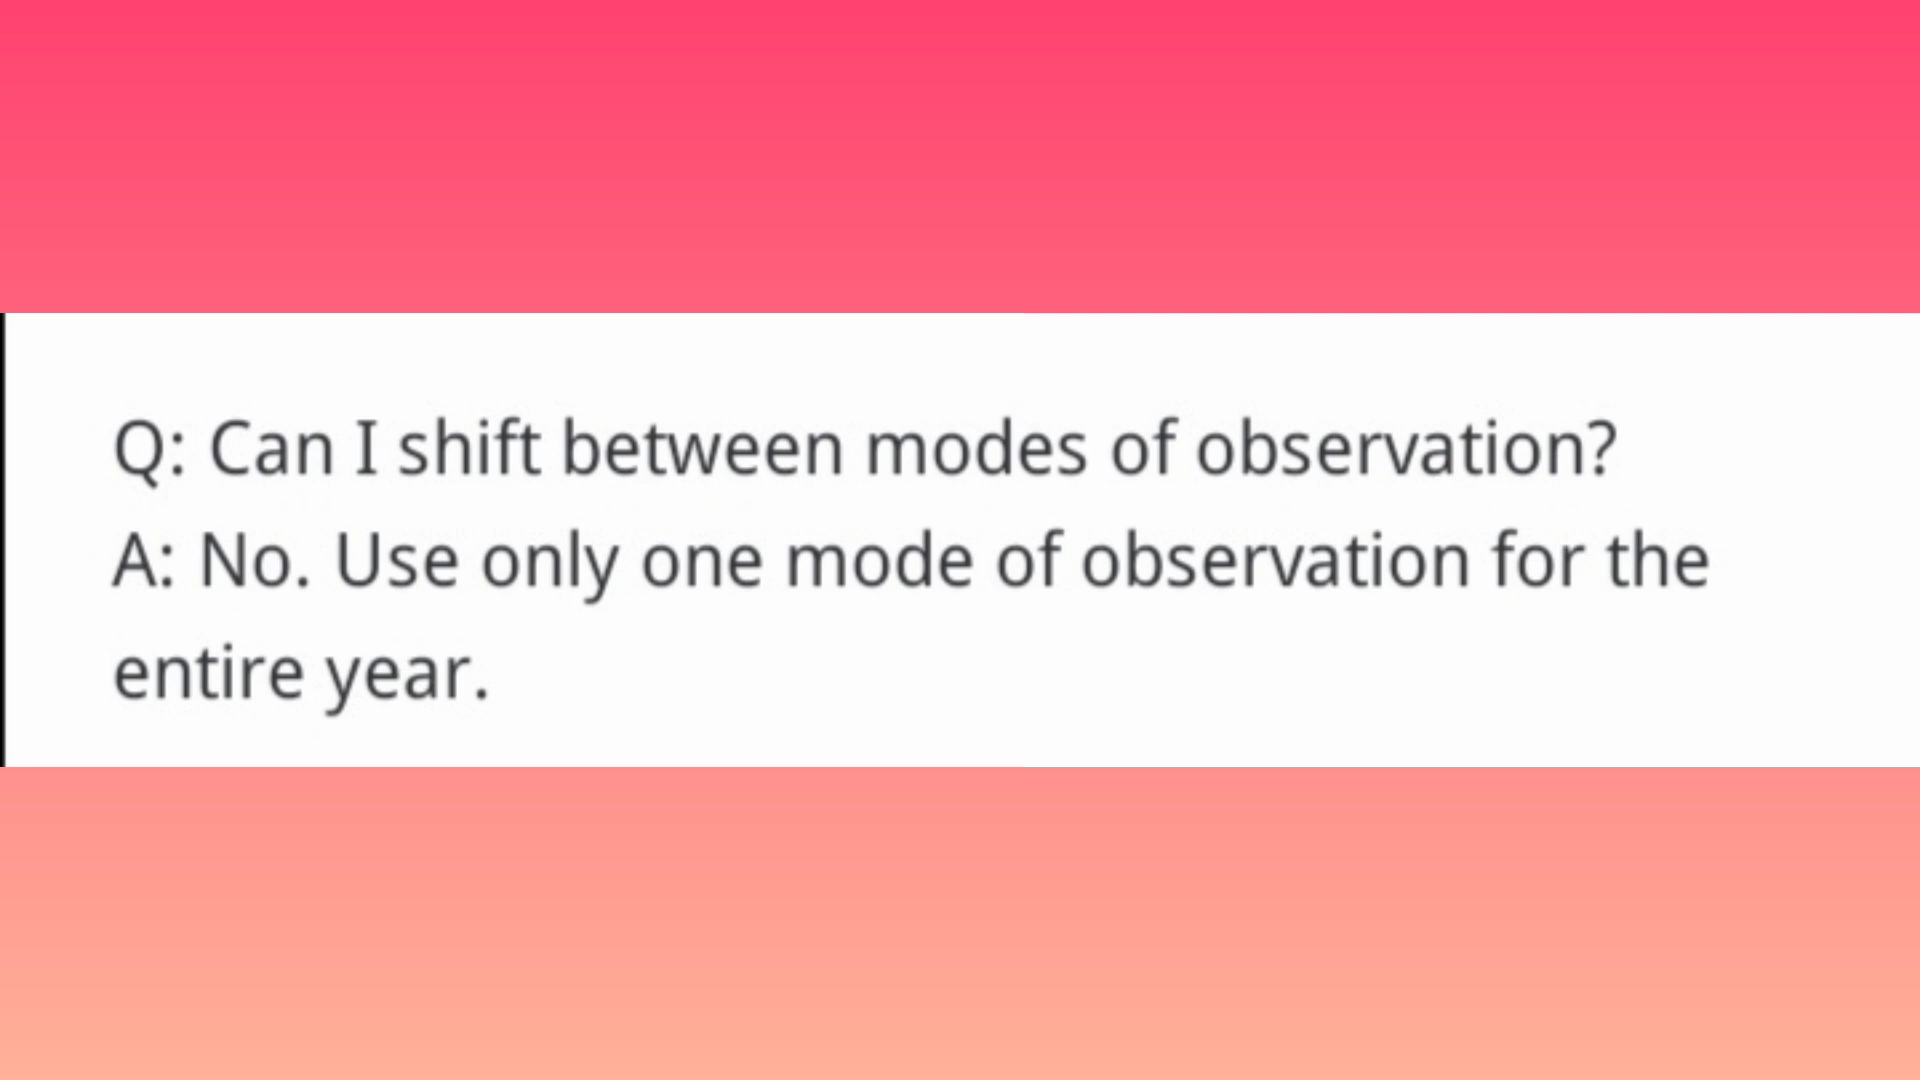 Q: Can I shift between modes of observation?
A: No. Use only one mode of observation for the
entire year.